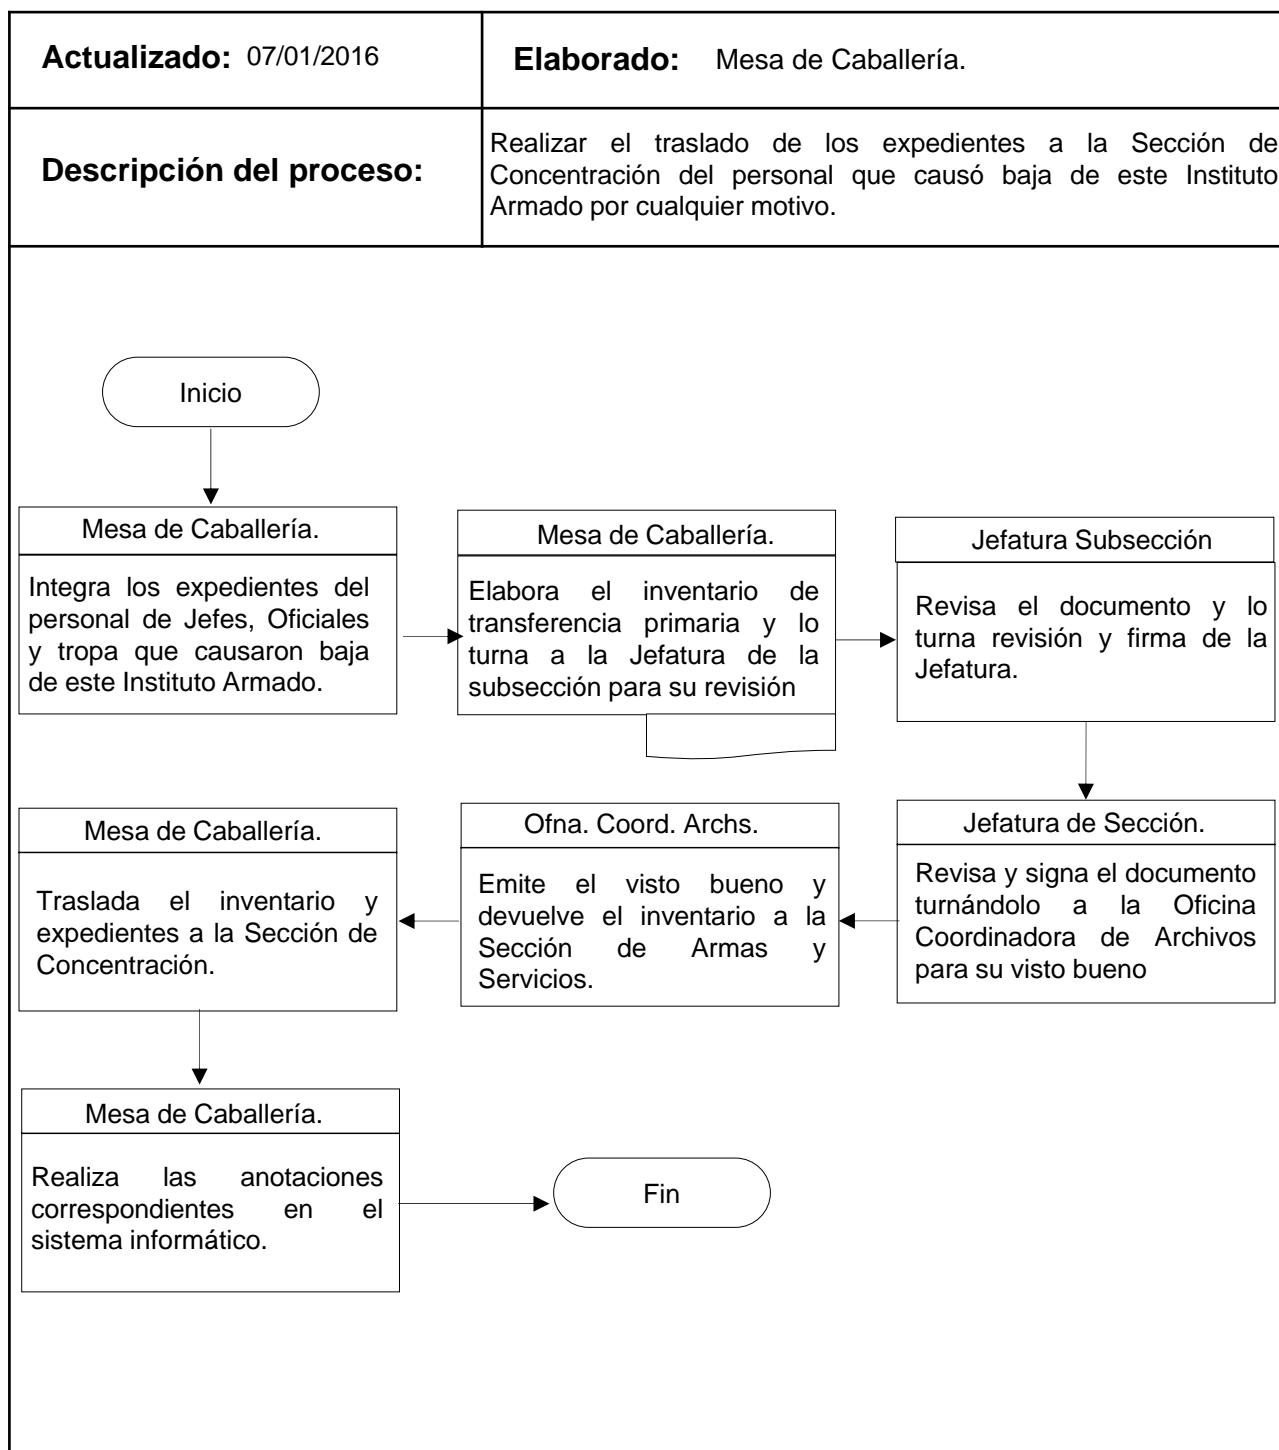 Actualizado: 07/01/2016
Elaborado: Mesa de Caballería.
Descripción del proceso:
Realizar el traslado de los expedientes a la Sección de
Concentración del personal que causó baja de este Instituto
Armado por cualquier motivo.
Inicio
Mesa de Caballería.
Integra los expedientes del
personal de Jefes, Oficiales
y tropa que causaron baja
de este Instituto Armado.
Mesa de Caballería.
Elabora el inventario de
transferencia primaria y lo
turna a la Jefatura de la
subsección para su revisión
Jefatura Subsección
Revisa el documento y lo
turna revisión y firma de la
Jefatura.
Jefatura de Sección.
Revisa y signa el documento
turnándolo a la Oficina
Coordinadora de Archivos
para su visto bueno
Ofna. Coord. Archs.
Emite el visto bueno y
devuelve el inventario a la
Sección de Armas y
Servicios.
Mesa de Caballería.
Traslada el inventario y
expedientes a la Sección de
Concentración.
Mesa de Caballería.
Realiza las anotaciones
correspondientes en el
sistema informático.
Fin